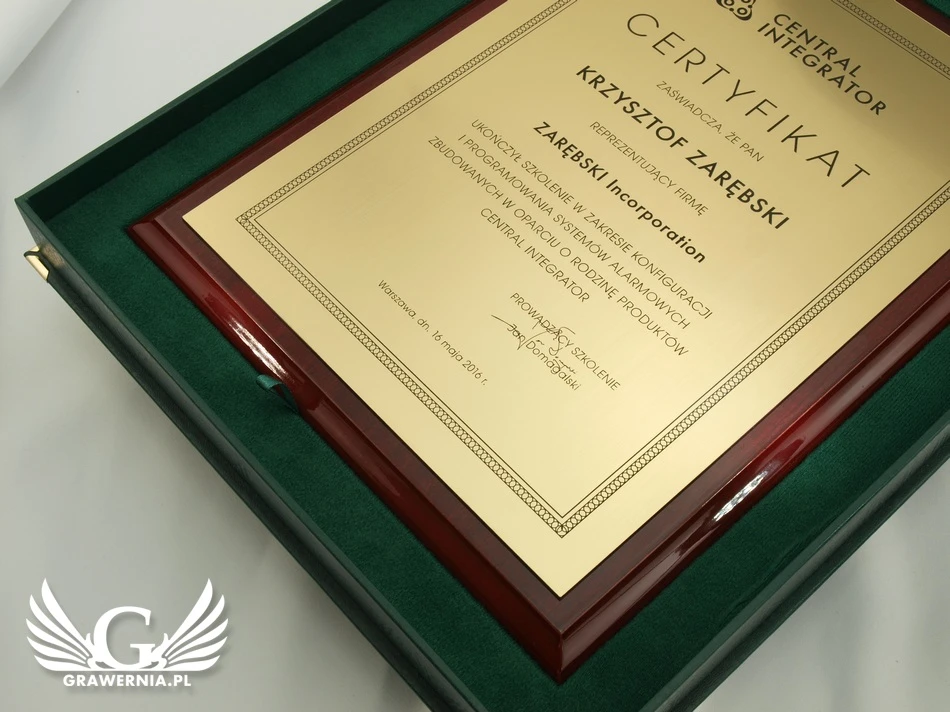 CENTRAL
INTEGRATOR
CERTYFIKAT
ZAŚWIADCZA, ŻE PAN
KRZYSZTOF ZARĘBSKI
REPREZENTUJĄCY FIRMĘ
ZARĘBSKI Incorporation
UKOŃCZYŁ SZKOLENIE W ZAKRESIE KONFIGURACJI
I PROGRAMOWANIA SYSTEMÓW ALARMOWYCH
ZBUDOWANYCH W OPARCIU O RODZINĘ PRODUKTÓW
CENTRAL INTEGRATOR
PROWADZĄCY SZKOLENIE
Jacj Domagalski
Warszawa, dn. 16 maja 2016 r.
G
GRAWERNIA.PL